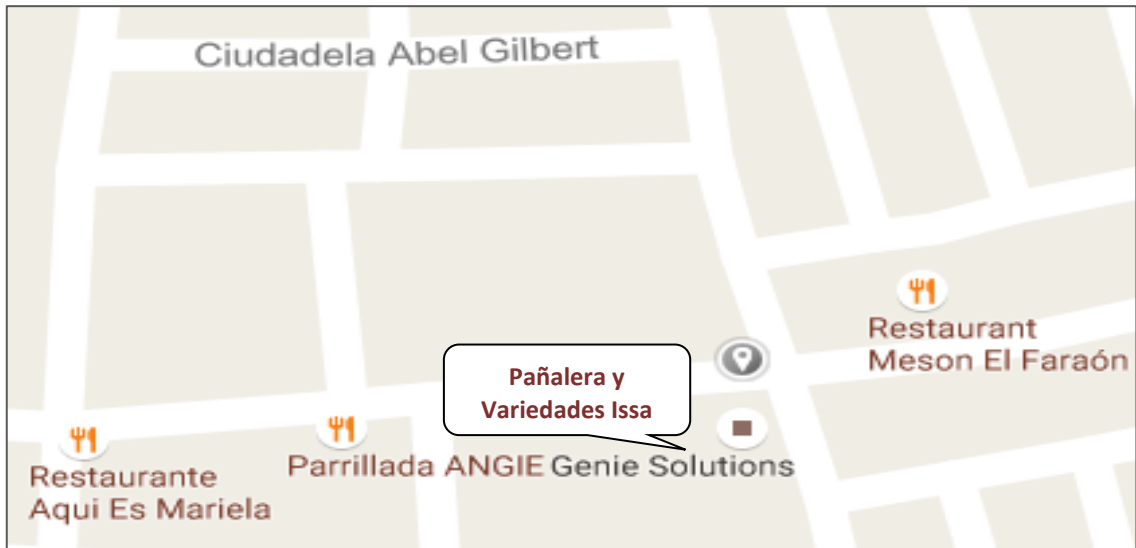 Ciudadela Abel Gilbert
Restaurant
Meson El Faraón
Pañalera y
Variedades Issa
Restaurante
Aqui Es Mariela
Parrillada ANGIE
Genie Solutions